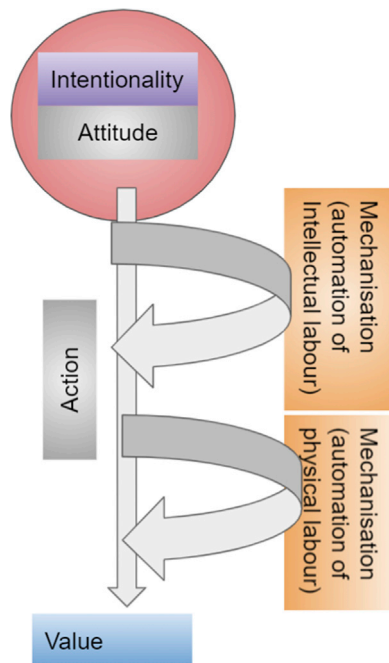 Intentionality
Attitude
Mechanisation
(automation of
Intellectual labour)
Action
Mechanisation
(automation of
physical labour)
Value